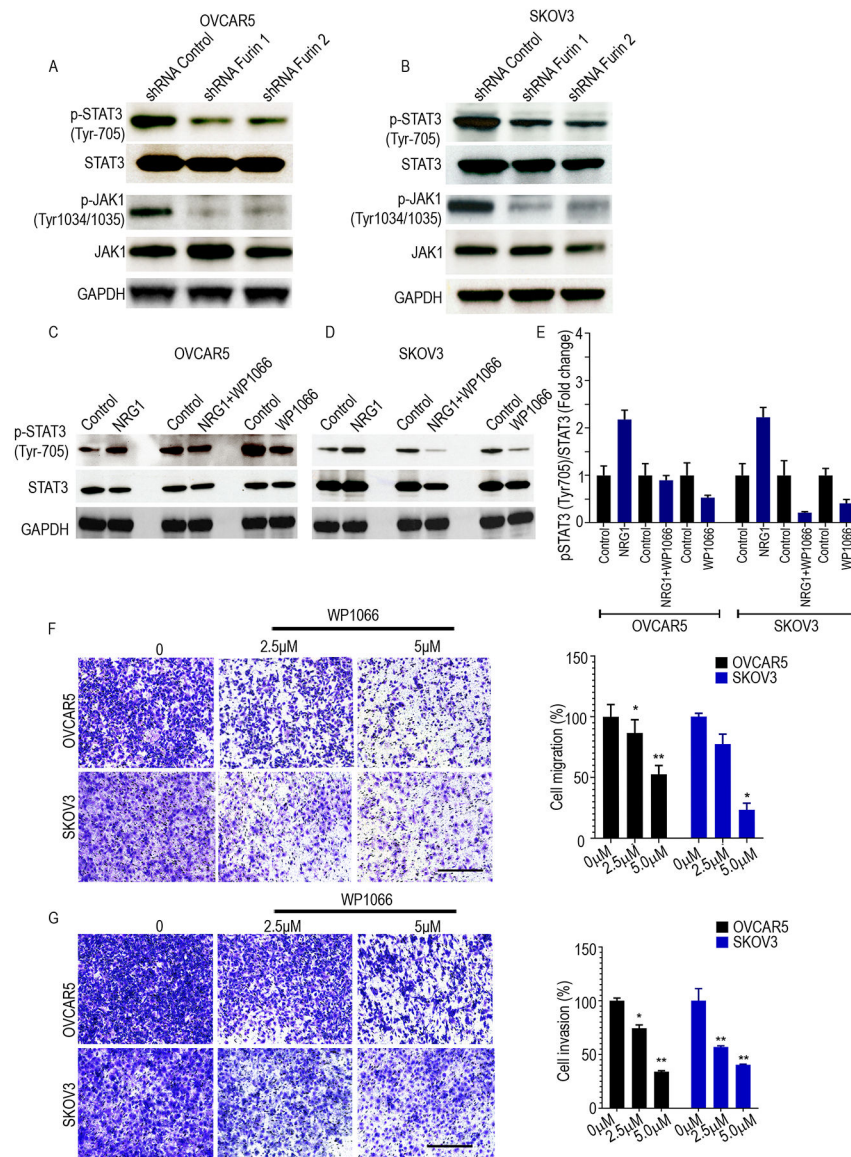 OVCAR5
A
shRNA Control
shRNA Furin 1
shRNA Furin 2
p-STAT3
(Tyr-705)
STAT3
p-JAK1
(Tyr1034/1035)
JAK1
GAPDH
SKOV3
B
shRNA Control
shRNA Furin 1
shRNA Furin 2
p-STAT3
(Tyr-705)
STAT3
p-JAK1
(Tyr1034/1035)
JAK1
GAPDH
C
OVCAR5
Control
NRG1
Control
NRG1+WP1066
Control
WP1066
p-STAT3
(Tyr-705)
STAT3
GAPDH
D
SKOV3
Control
NRG1
Control
NRG1+WP1066
Control
WP1066
E
pSTAT3 (Tyr705)/STAT3 (Fold change)
4
3
2
1
0
Control
NRG1
Control
NRG1+WP1066
Control
WP1066
Control
NRG1
Control
NRG1+WP1066
Control
WP1066
OVCAR5
SKOV3
F
WP1066
0
2.5µM
5µM
OVCAR5
SKOV3
Cell migration (%)
150
100
50
0
OVCAR5
SKOV3
*
**
*
0µM
2.5µM
5.0µM
0µM
2.5µM
5.0µM
G
WP1066
0
2.5µM
5µM
OVCAR5
SKOV3
Cell invasion (%)
150
100
50
0
OVCAR5
SKOV3
*
**
**
**
0µM
2.5µM
5.0µM
0µM
2.5µM
5.0µM